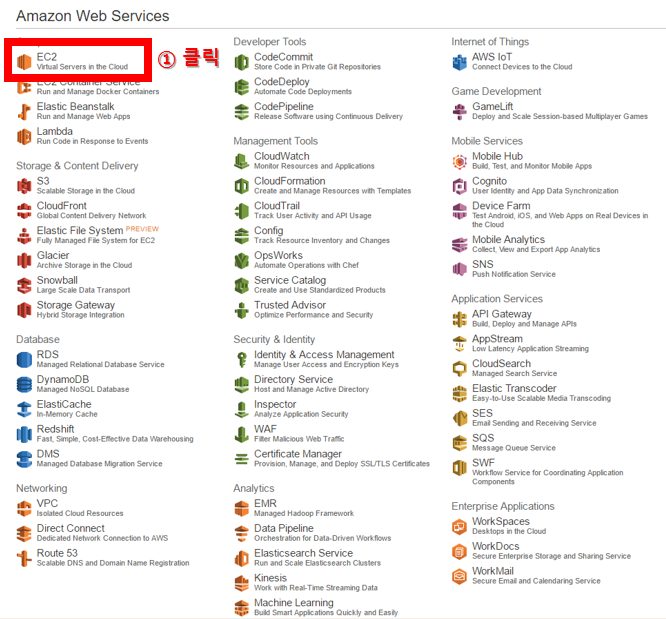 Amazon Web Services
EC2
Virtual Servers in the Cloud
① 클릭
EC2 Container Service
Run and Manage Docker Containers
Elastic Beanstalk
Run and Manage Web Apps
Lambda
Run Code in Response to Events
Storage & Content Delivery
S3
Scalable Storage in the Cloud
CloudFront
Global Content Delivery Network
Elastic File System PREVIEW
Fully Managed File System for EC2
Glacier
Archive Storage in the Cloud
Snowball
Large Scale Data Transport
Storage Gateway
Hybrid Storage Integration
Database
RDS
Managed Relational Database Service
DynamoDB
Managed NoSQL Database
ElastiCache
In-Memory Cache
Redshift
Fast, Simple, Cost-Effective Data Warehousing
DMS
Managed Database Migration Service
Networking
VPC
Isolated Cloud Resources
Direct Connect
Dedicated Network Connection to AWS
Route 53
Scalable DNS and Domain Name Registration
Developer Tools
CodeCommit
Store Code in Private Git Repositories
CodeDeploy
Automate Code Deployments
CodePipeline
Release Software using Continuous Delivery
Management Tools
CloudWatch
Monitor Resources and Applications
CloudFormation
Create and Manage Resources with Templates
CloudTrail
Track User Activity and API Usage
Config
Track Resource Inventory and Changes
OpsWorks
Automate Operations with Chef
Service Catalog
Create and Use Standardized Products
Trusted Advisor
Optimize Performance and Security
Security & Identity
Identity & Access Management
Manage User Access and Encryption Keys
Directory Service
Host and Manage Active Directory
Inspector
Analyze Application Security
WAF
Filter Malicious Web Traffic
Certificate Manager
Provision, Manage, and Deploy SSL/TLS Certificates
Analytics
EMR
Managed Hadoop Framework
Data Pipeline
Orchestration for Data-Driven Workflows
Elasticsearch Service
Run and Scale Elasticsearch Clusters
Kinesis
Work with Real-Time Streaming Data
Machine Learning
Build Smart Applications Quickly and Easily
Internet of Things
AWS IoT
Connect Devices to the Cloud
Game Development
GameLift
Deploy and Scale Session-based Multiplayer Games
Mobile Services
Mobile Hub
Build, Test, and Monitor Mobile Apps
Cognito
User Identity and App Data Synchronization
Device Farm
Test Android, iOS, and Web Apps on Real Devices in
the Cloud
Mobile Analytics
Collect, View and Export App Analytics
SNS
Push Notification Service
Application Services
API Gateway
Build, Deploy and Manage APIs
AppStream
Low Latency Application Streaming
CloudSearch
Managed Search Service
Elastic Transcoder
Easy-to-Use Scalable Media Transcoding
SES
Email Sending and Receiving Service
SQS
Message Queue Service
SWF
Workflow Service for Coordinating Application
Components
Enterprise Applications
WorkSpaces
Desktops in the Cloud
WorkDocs
Secure Enterprise Storage and Sharing Service
WorkMail
Secure Email and Calendaring Service